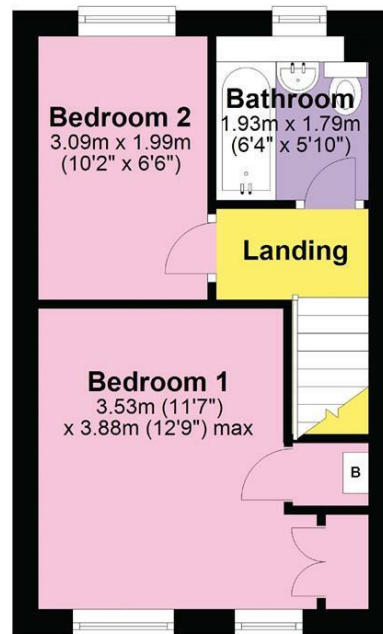 Bedroom 2
3.09m x 1.99m
(10'2" x 6'6")
Bathroom
1.93m x 1.79m
(6'4" x 5'10")
Landing
Bedroom 1
3.53m (11'7")
x 3.88m (12'9") max
B